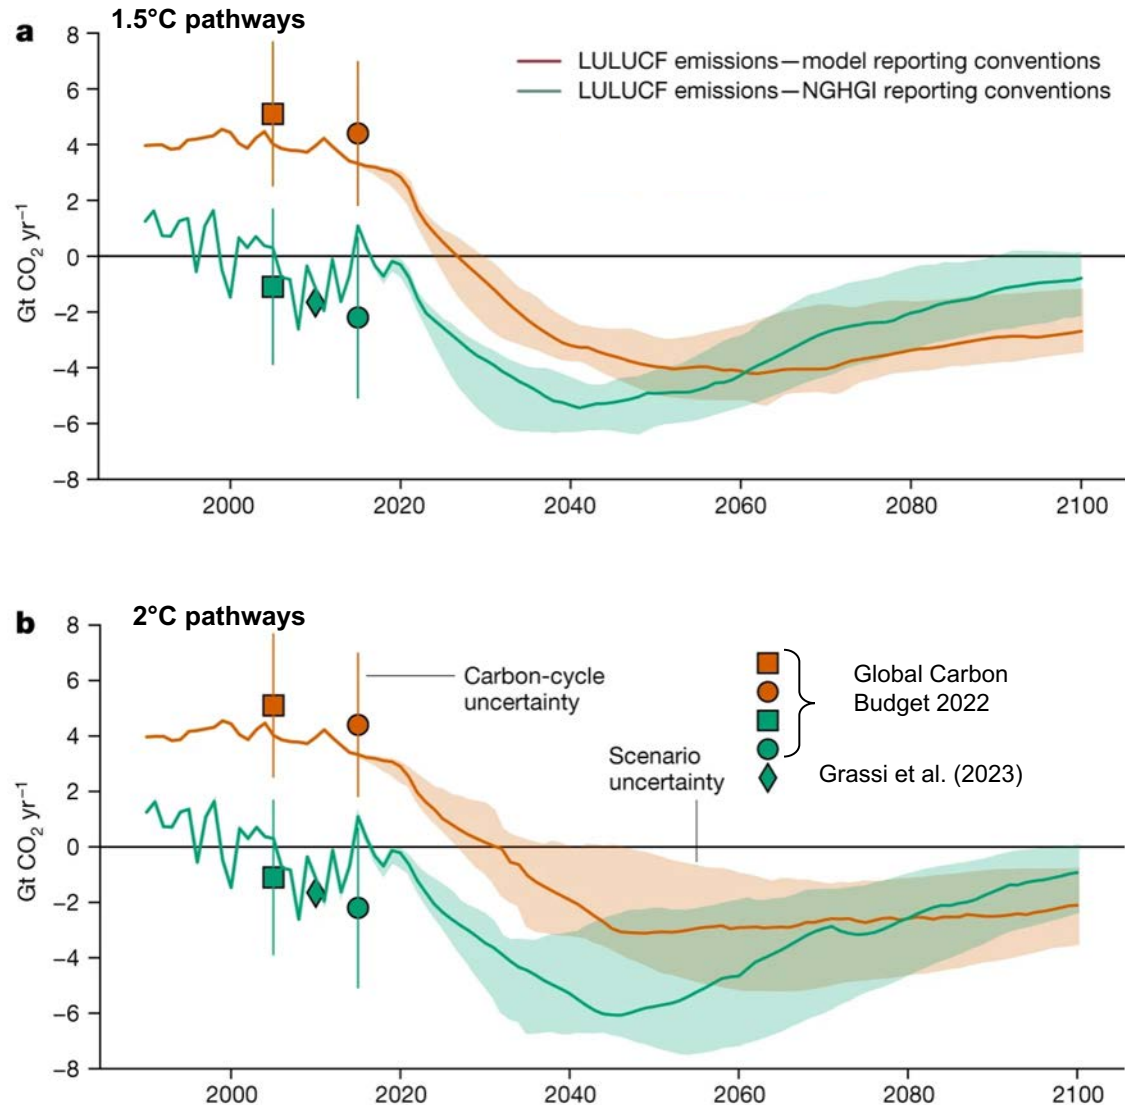 a
1.5°C pathways
LULUCF emissions—model reporting conventions
LULUCF emissions—NGHGI reporting conventions
Gt CO₂ yr⁻¹
8
6
4
2
0
−2
−4
−6
−8
2000 2020 2040 2060 2080 2100
b
2°C pathways
Carbon-cycle
uncertainty
Scenario
uncertainty
Global Carbon
Budget 2022
Grassi et al. (2023)
Gt CO₂ yr⁻¹
8
6
4
2
0
−2
−4
−6
−8
2000 2020 2040 2060 2080 2100